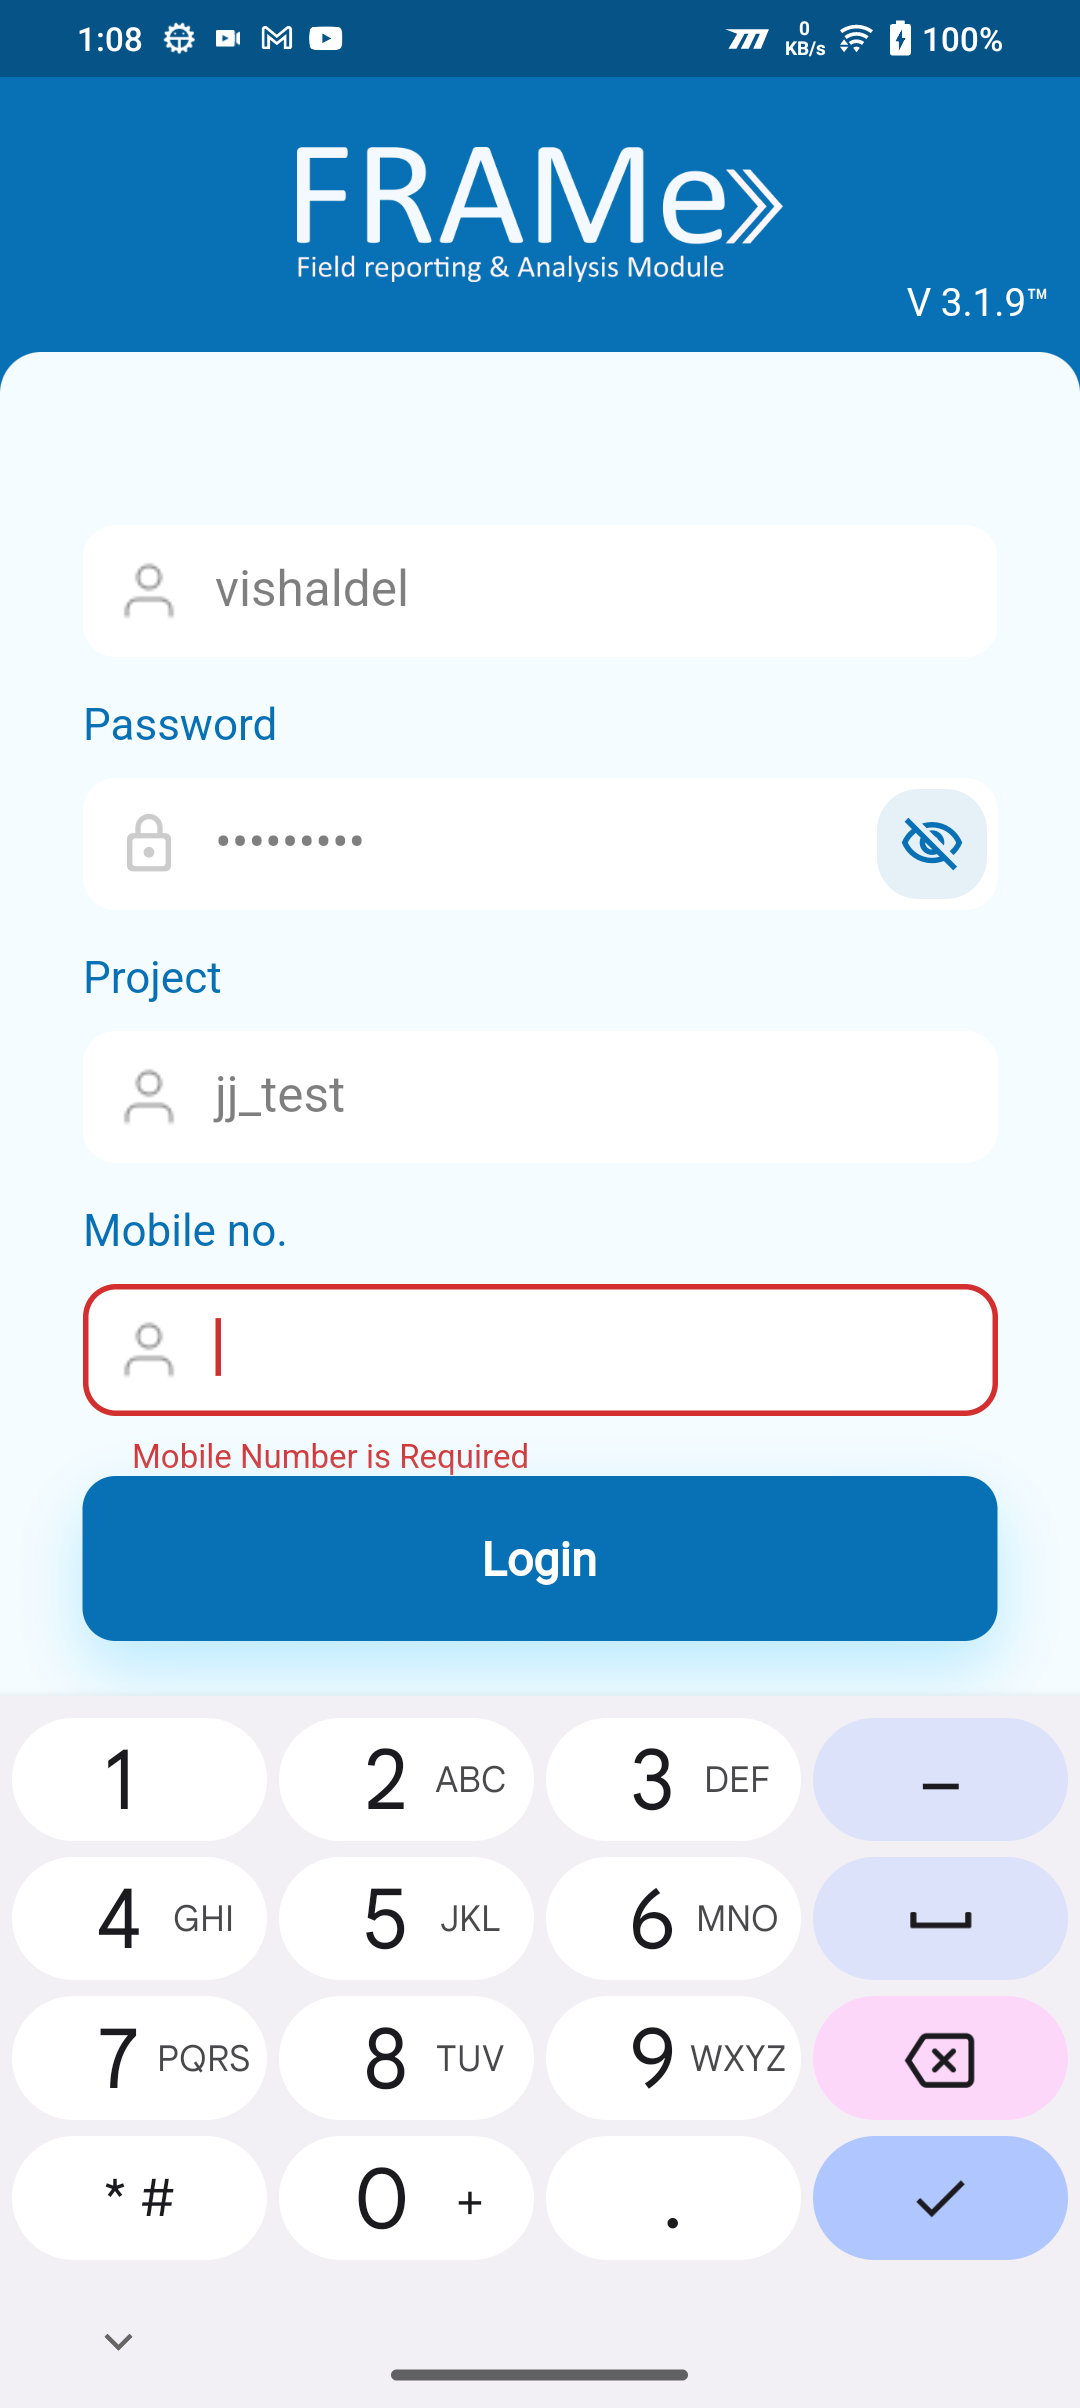 1:08 0 KB/s 100%
FRAMe
Field reporting & Analysis Module
V 3.1.9™
vishaldel
Password
•••••••••
Project
jj_test
Mobile no.
Mobile Number is Required
Login
1 2 ABC 3 DEF –
4 GHI 5 JKL 6 MNO
7 PQRS 8 TUV 9 WXYZ
* # 0 + .